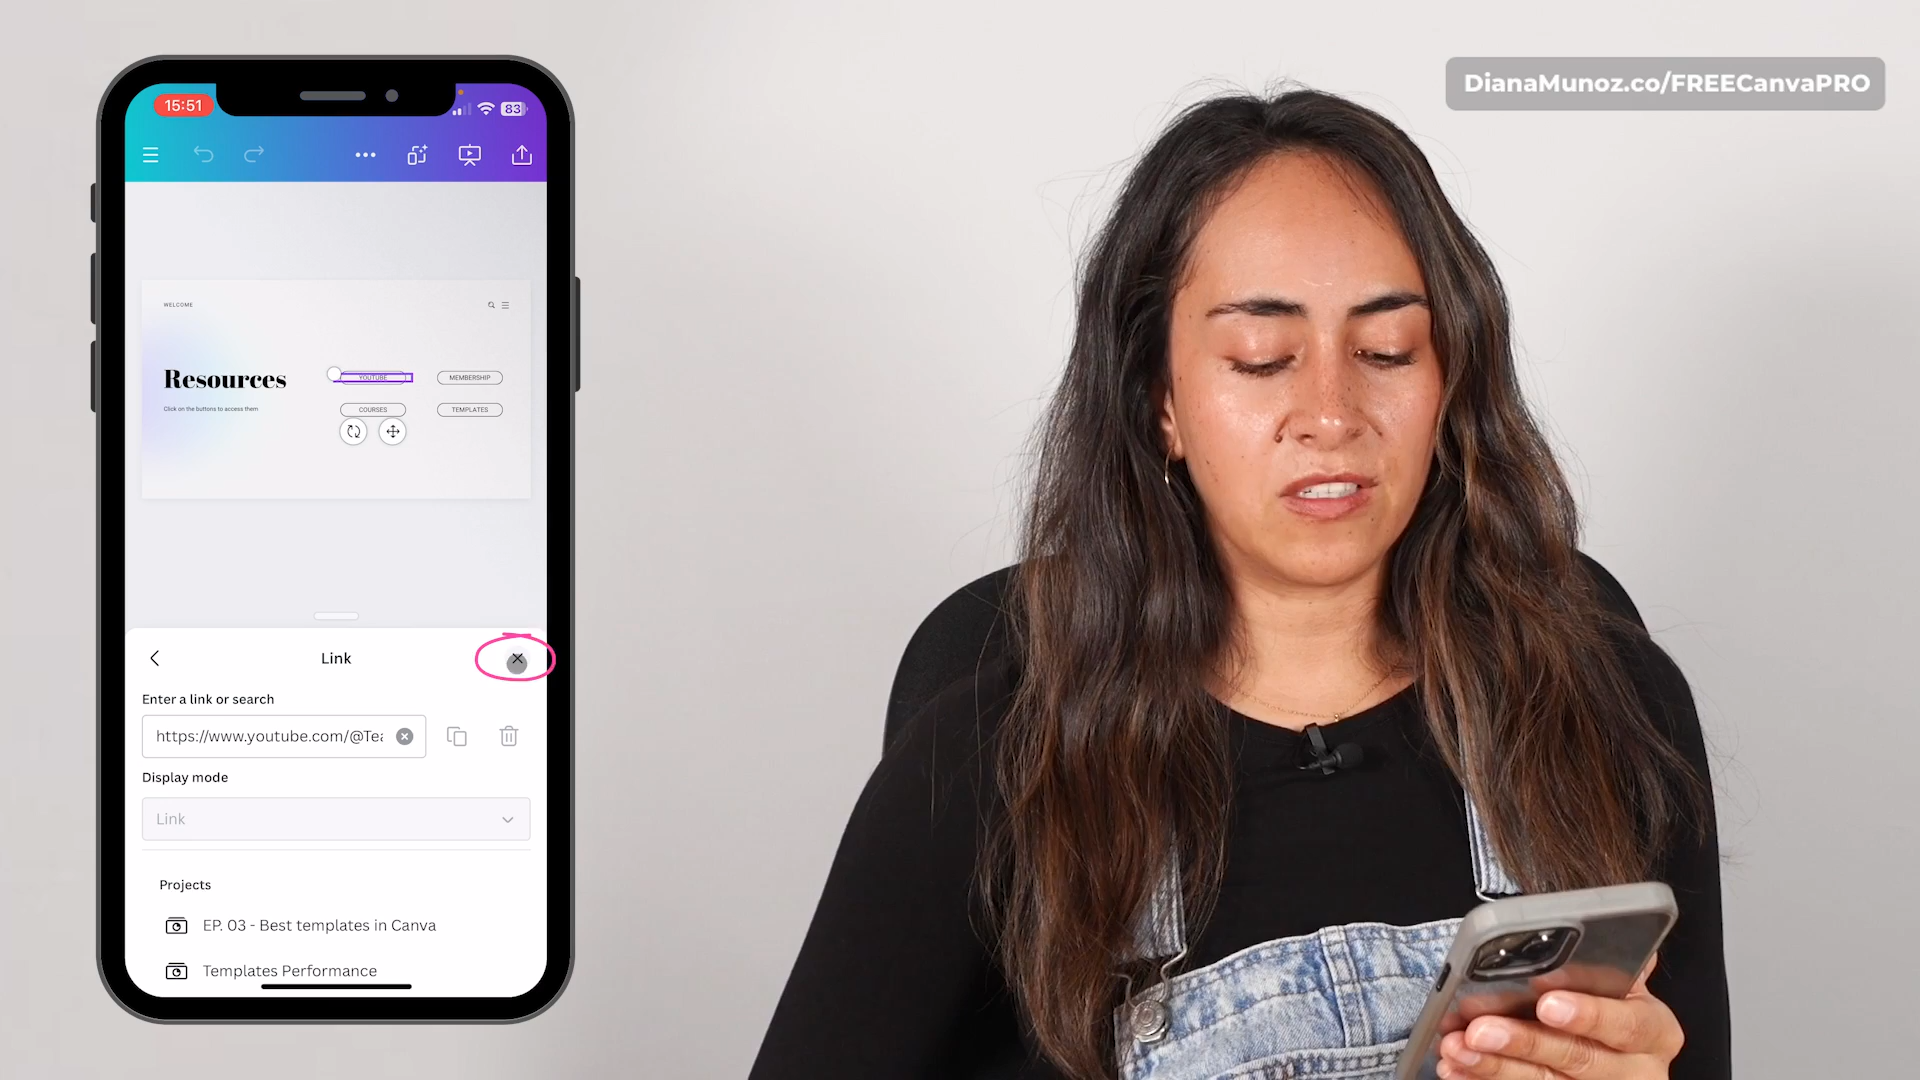 DianaMunoz.co/FREECanvaPRO
15:51
83
WELCOME
Resources
Click on the buttons to access them
YOUTUBE
MEMBERSHIP
COURSES
TEMPLATES
Link
Enter a link or search
https://www.youtube.com/@Tea
Display mode
Link
Projects
EP. 03 - Best templates in Canva
Templates Performance